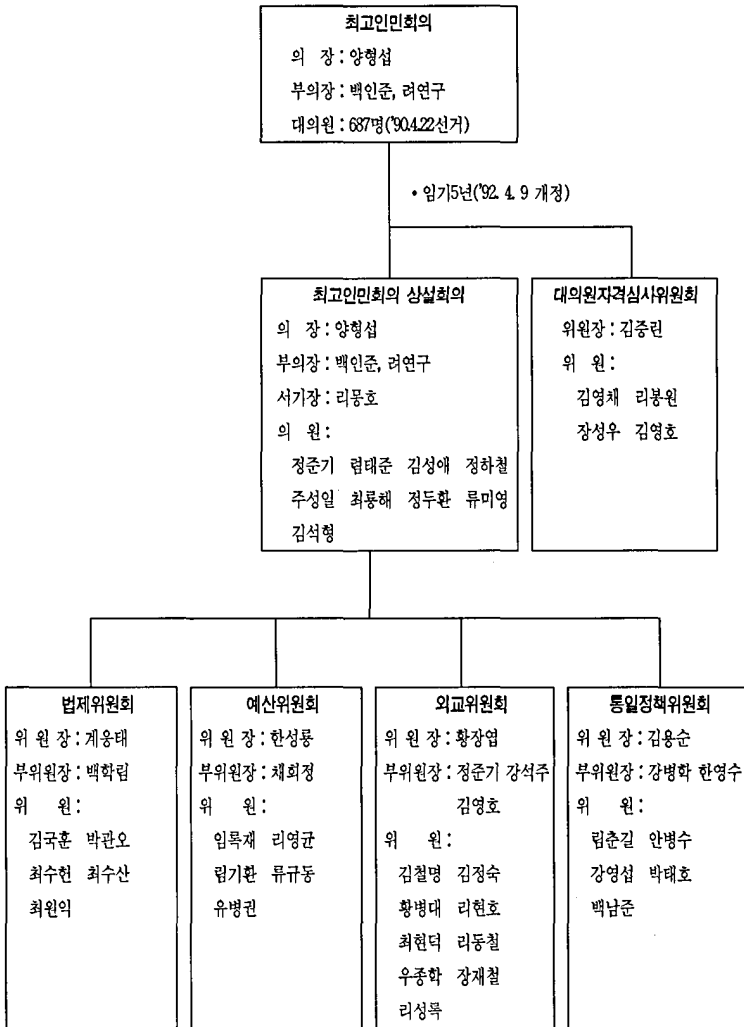 최고인민회의
의 장 : 양형섭
부의장 : 백인준, 려연구
대의원 : 687명('90.4.22선거)
• 임기5년('92. 4. 9 개정)
최고인민회의 상설회의
의 장 : 양형섭
부의장 : 백인준, 려연구
서기장 : 리몽호
의 원 :
정준기 렴태준 김성애 정하철
주성일 최룡해 정두환 류미영
김석형
대의원자격심사위원회
위원장 : 김중린
위 원 :
김영채 리봉원
장성우 김영호
법제위원회
위 원 장 : 계응태
부위원장 : 백학림
위 원 :
김국훈 박관오
최수헌 최수산
최원익
예산위원회
위 원 장 : 한성룡
부위원장 : 채희정
위 원 :
임록재 리영균
림기환 류규동
유병권
외교위원회
위 원 장 : 황장엽
부위원장 : 정준기 강석주
김영호
위 원 :
김철명 김정숙
황병대 리현호
최현덕 리동철
우종학 장재철
리성록
통일정책위원회
위 원 장 : 김용순
부위원장 : 강병학 한영수
위 원 :
림춘길 안병수
강영섭 박태호
백남준